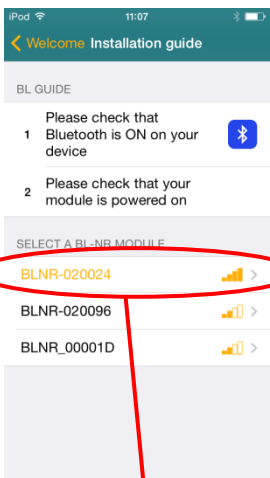 iPod 11:07
Welcome Installation guide
BL GUIDE
1 Please check that
Bluetooth is ON on your
device
2 Please check that your
module is powered on
SELECT A BL-NR MODULE
BLNR-020024
BLNR-020096
BLNR_00001D